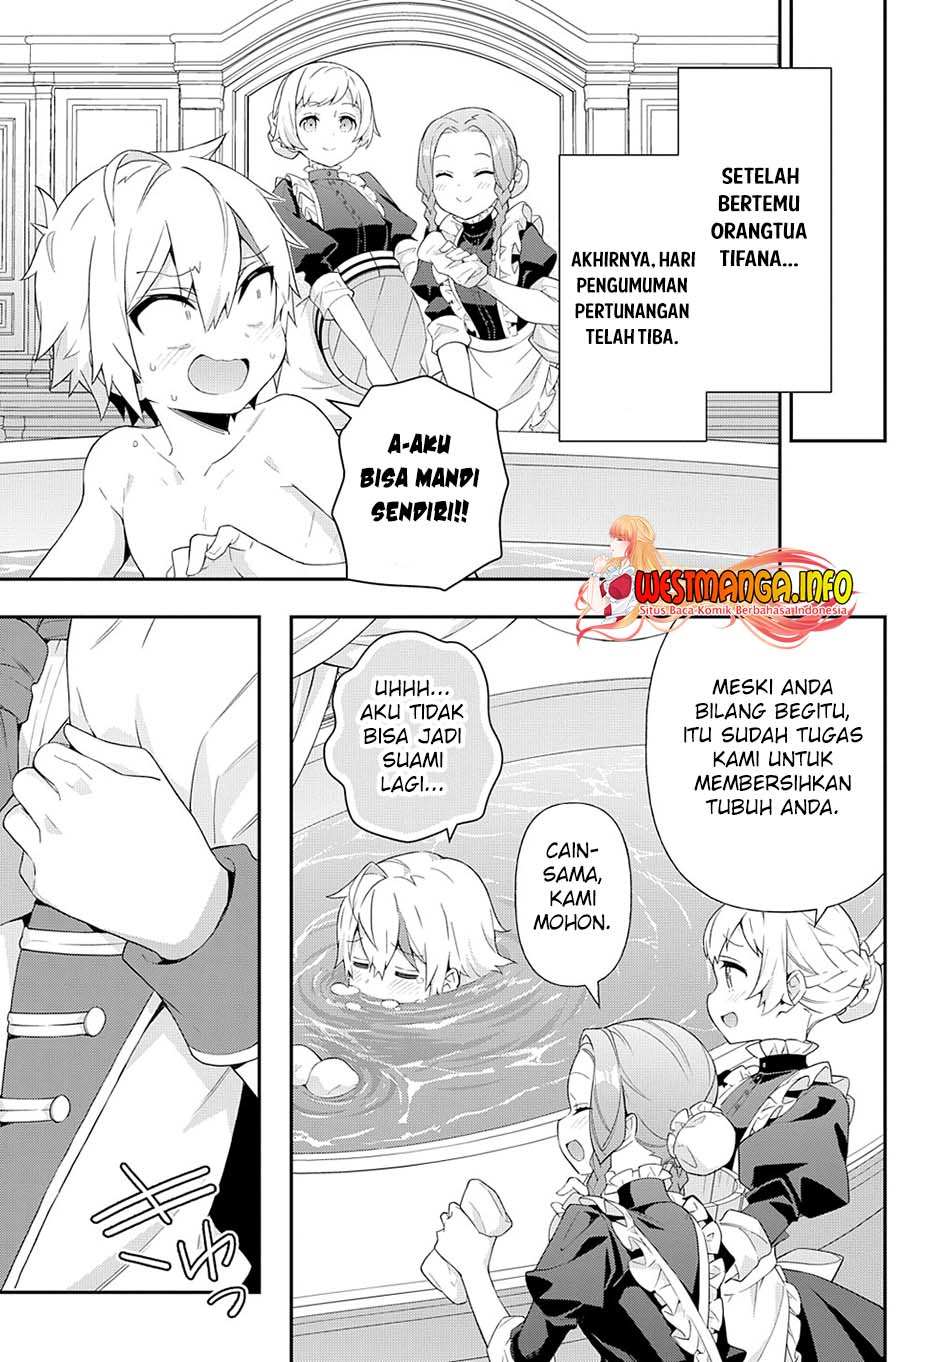 SETELAH
BERTEMU
ORANGTUA
TIFANA...
AKHIRNYA, HARI
PENGUMUMAN
PERTUNANGAN
TELAH TIBA.
A-AKU
BISA MANDI
SENDIRI!!
WESTMANGA.INFO
Situs Baca Komik Berbahasa Indonesia
MESKI ANDA
BILANG BEGITU,
ITU SUDAH TUGAS
KAMI UNTUK
MEMBERSIHKAN
TUBUH ANDA.
CAIN-
SAMA,
KAMI
MOHON.
UHHH...
AKU TIDAK
BISA JADI
SUAMI
LAGI...
ぎゅっ